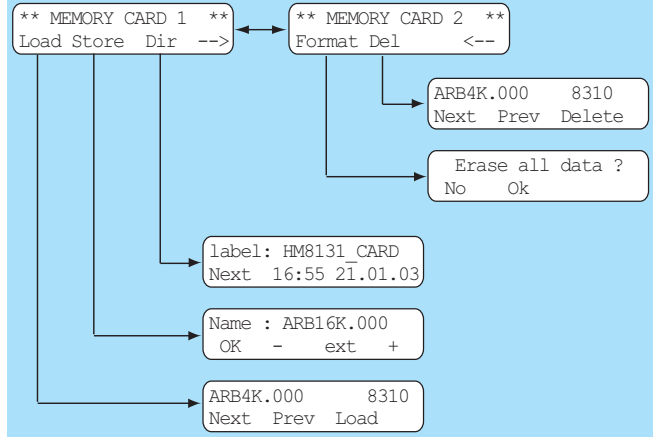 ** MEMORY CARD 1 **
Load Store Dir -->
** MEMORY CARD 2 **
Format Del <--
ARB4K.000 8310
Next Prev Delete
Erase all data ?
No Ok
label: HM8131_CARD
Next 16:55 21.01.03
Name : ARB16K.000
OK - ext +
ARB4K.000 8310
Next Prev Load